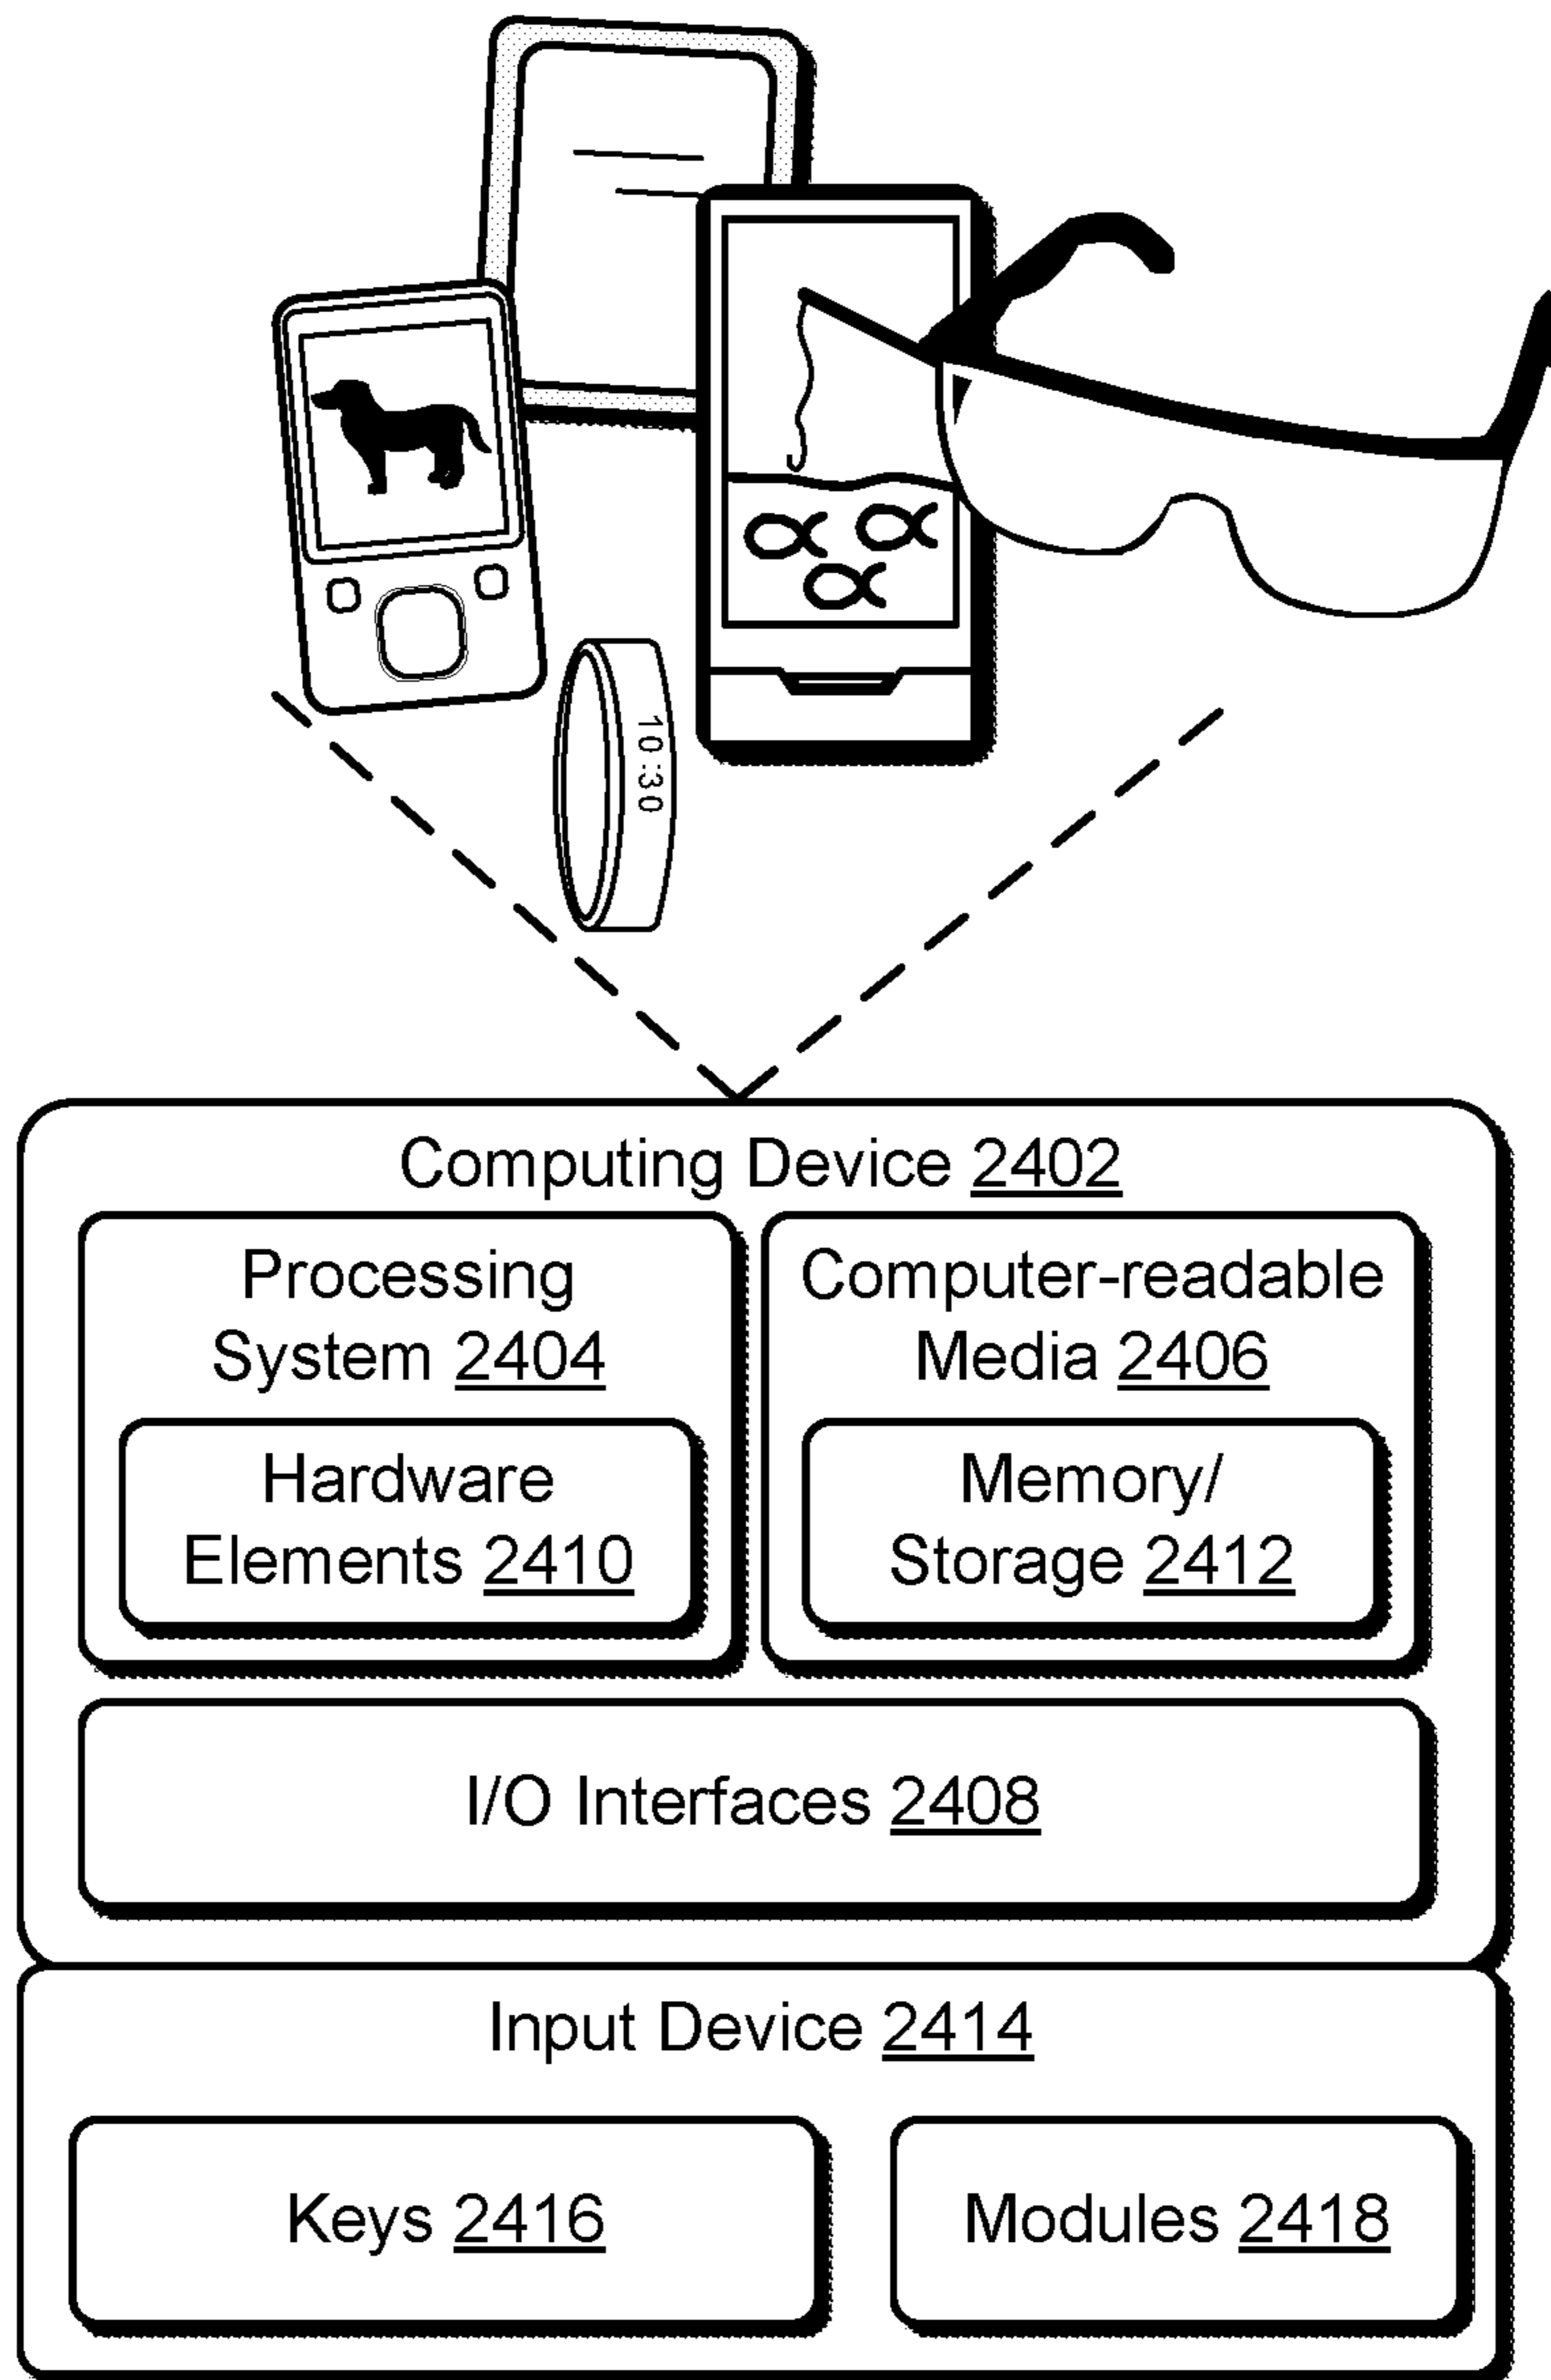 10:30
Computing Device 2402
Processing
System 2404
Hardware
Elements 2410
Computer-readable
Media 2406
Memory/
Storage 2412
I/O Interfaces 2408
Input Device 2414
Keys 2416
Modules 2418